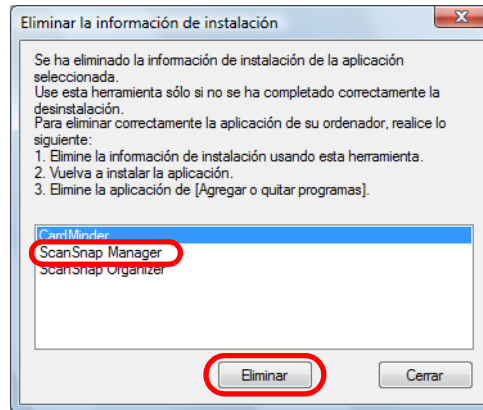 Eliminar la información de instalación
Se ha eliminado la información de instalación de la aplicación
seleccionada.
Use esta herramienta sólo si no se ha completado correctamente la
desinstalación.
Para eliminar correctamente la aplicación de su ordenador, realice lo
siguiente:
1. Elimine la información de instalación usando esta herramienta.
2. Vuelva a instalar la aplicación.
3. Elimine la aplicación de [Agregar o quitar programas].
CardMinder
ScanSnap Manager
ScanSnap Organizer
Eliminar
Cerrar